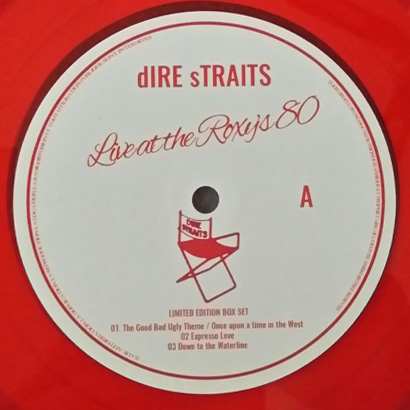 dIRE sTRAITS
Live at the Roxy,s 80
A
DIRE
STRAITS
LIMITED EDITION BOX SET
01. The Good Bad Ugly Theme / Once upon a time in the West
02 Expresso Love
03 Down to the Waterline